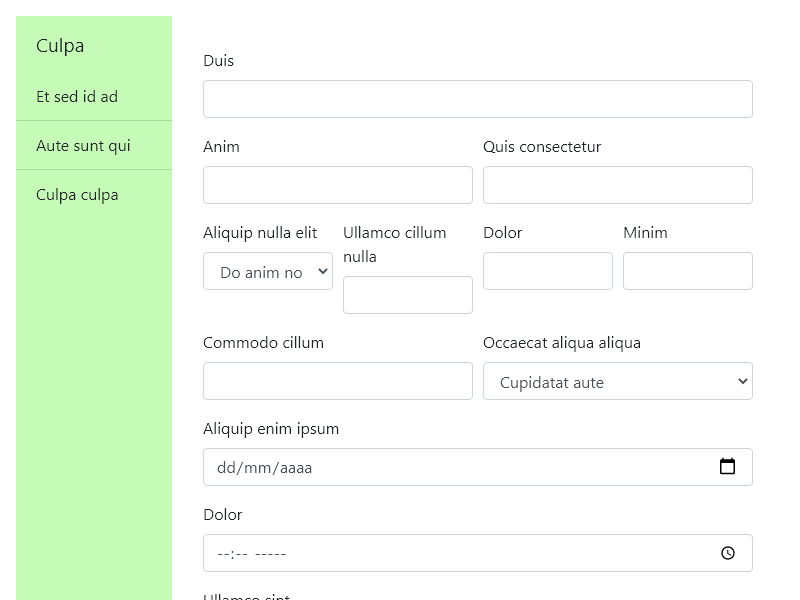 Culpa
Et sed id ad
Aute sunt qui
Culpa culpa
Duis
Anim
Quis consectetur
Aliquip nulla elit
Do anim no
Ullamco cillum
nulla
Dolor
Minim
Commodo cillum
Occaecat aliqua aliqua
Cupidatat aute
Aliquip enim ipsum
dd/mm/aaaa
Dolor
--:-- -----
Ullamco sint